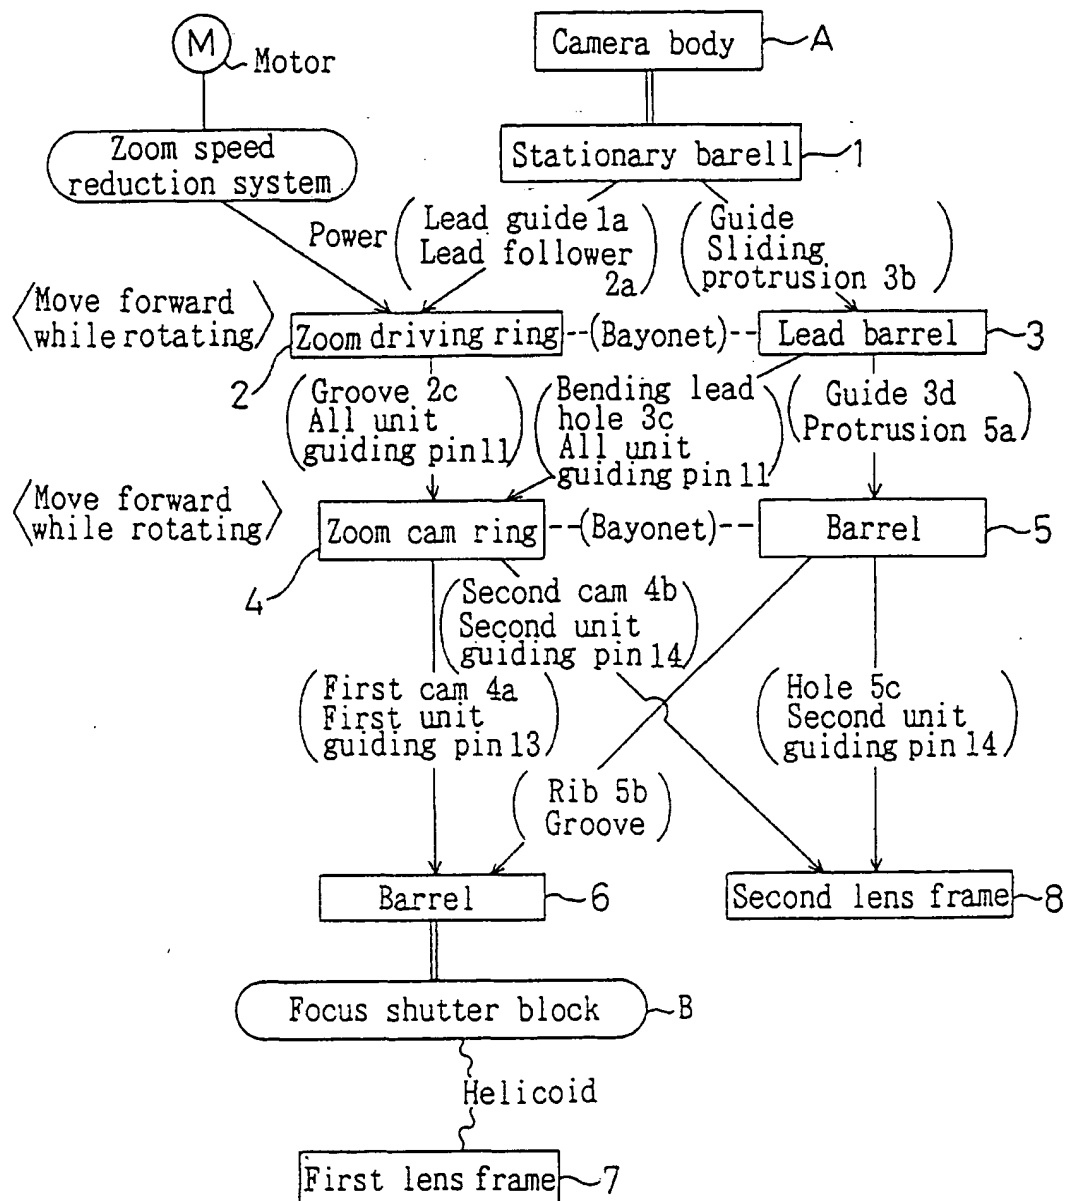 M
Motor
Camera body
A
Zoom speed
reduction system
Stationary barell
1
Power
Lead guide 1a
Lead follower
2a
Guide
Sliding
protrusion 3b
Move forward
while rotating
Zoom driving ring
(Bayonet)
Lead barrel
3
2
Groove 2c
All unit
guiding pin 11
Bending lead
hole 3c
All unit
guiding pin 11
Guide 3d
Protrusion 5a
Move forward
while rotating
Zoom cam ring
(Bayonet)
Barrel
5
4
Second cam 4b
Second unit
guiding pin 14
First cam 4a
First unit
guiding pin 13
Hole 5c
Second unit
guiding pin 14
Rib 5b
Groove
Barrel
6
Second lens frame
8
Focus shutter block
B
Helicoid
First lens frame
7